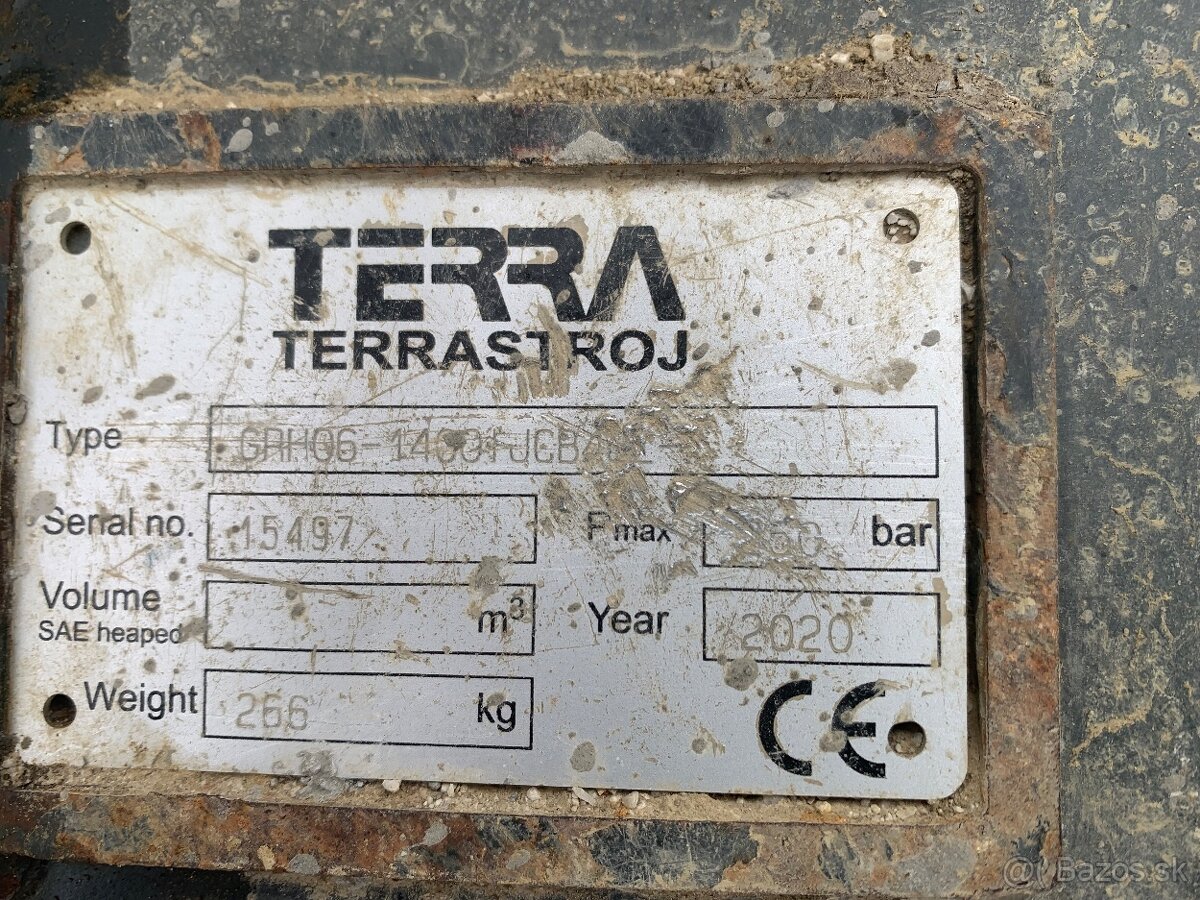 TERRA
TERRASTROJ
Type
Serial no. 15497 Pmax bar
Volume m³
SAE heaped
Year 2020
Weight 266 kg
CE
@( Bazos.sk